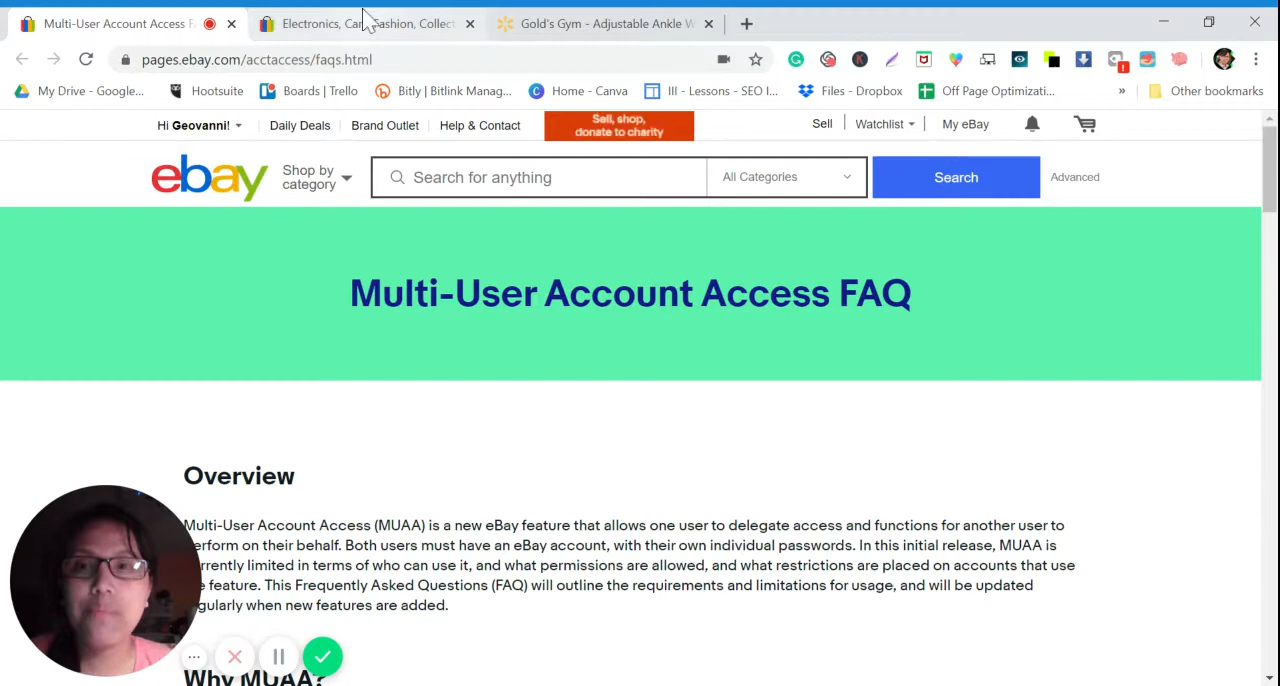 Multi-User Account Access F
Electronics, Car
Fashion, Collect
Gold's Gym - Adjustable Ankle W
pages.ebay.com/acctaccess/faqs.html
My Drive - Google...
Hootsuite
Boards | Trello
Bitly | Bitlink Manag...
Home - Canva
III - Lessons - SEO I...
Files - Dropbox
Off Page Optimizati...
»
Other bookmarks
Hi Geovanni!
Daily Deals
Brand Outlet
Help & Contact
Sell, shop,
donate to charity
Sell
Watchlist
My eBay
ebay
Shop by
category
Search for anything
All Categories
Search
Advanced
Multi-User Account Access FAQ
Overview
Multi-User Account Access (MUAA) is a new eBay feature that allows one user to delegate access and functions for another user to
erform on their behalf. Both users must have an eBay account, with their own individual passwords. In this initial release, MUAA is
rrently limited in terms of who can use it, and what permissions are allowed, and what restrictions are placed on accounts that use
e feature. This Frequently Asked Questions (FAQ) will outline the requirements and limitations for usage, and will be updated
gularly when new features are added.
Why MUAA?